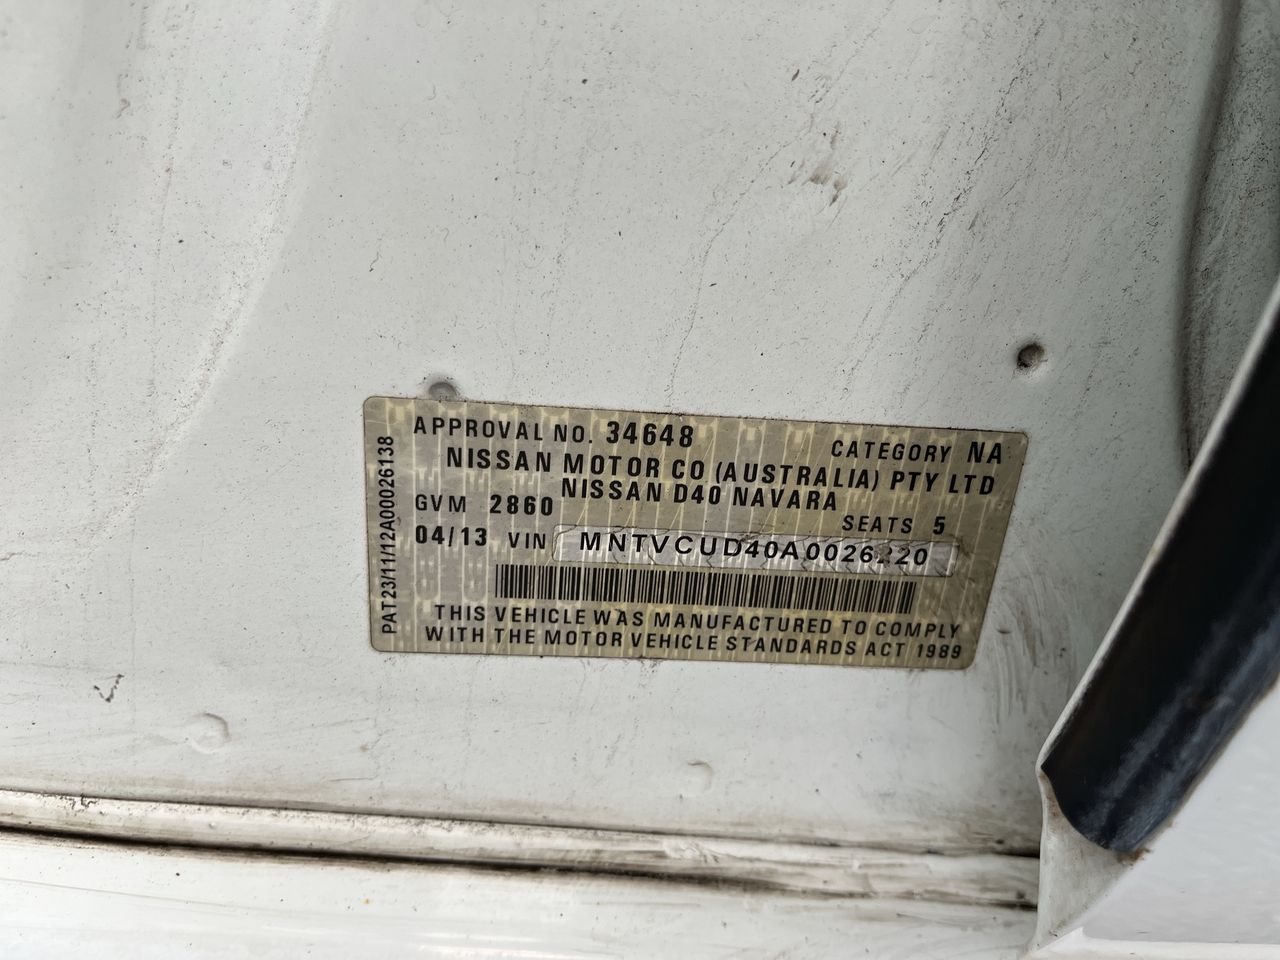 APPROVAL NO. 34648 CATEGORY NA
NISSAN MOTOR CO (AUSTRALIA) PTY LTD
NISSAN D40 NAVARA
GVM 2860 SEATS 5
04/13 VIN MNTVCUD40A0026220
THIS VEHICLE WAS MANUFACTURED TO COMPLY
WITH THE MOTOR VEHICLE STANDARDS ACT 1989
PAT23/11/12A00026138